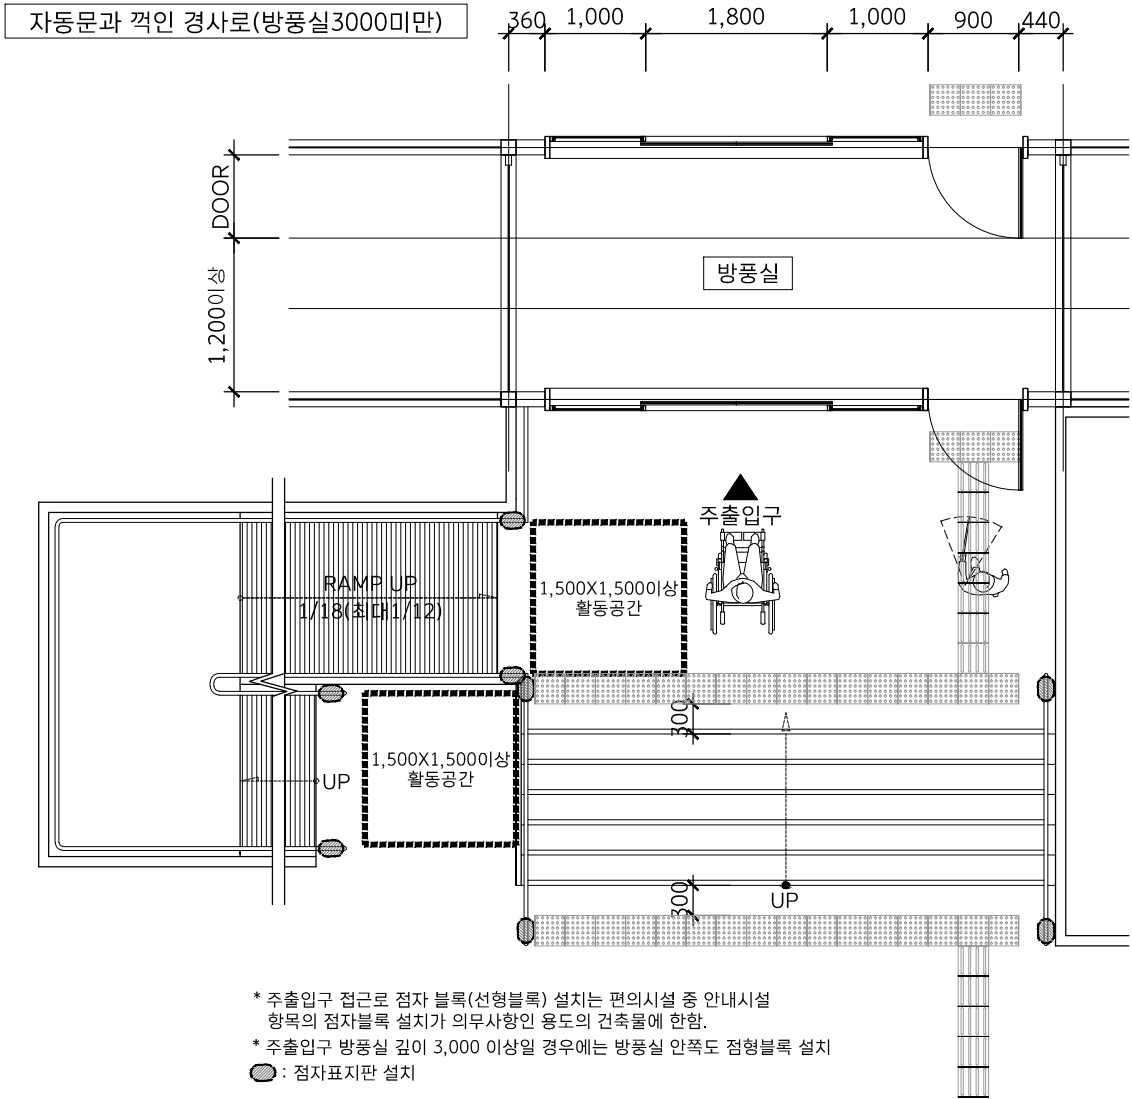 자동문과 꺽인 경사로(방풍실3000미만)
360 1,000 1,800 1,000 900 440
DOOR
1,200이상
방풍실
주출입구
RAMP UP
1/18(최대1/12)
1,500X1,500이상
활동공간
300
1,500X1,500이상
활동공간
UP
300
UP
* 주출입구 접근로 점자 블록(선형블록) 설치는 편의시설 중 안내시설
항목의 점자블록 설치가 의무사항인 용도의 건축물에 한함.
* 주출입구 방풍실 깊이 3,000 이상일 경우에는 방풍실 안쪽도 점형블록 설치
: 점자표지판 설치